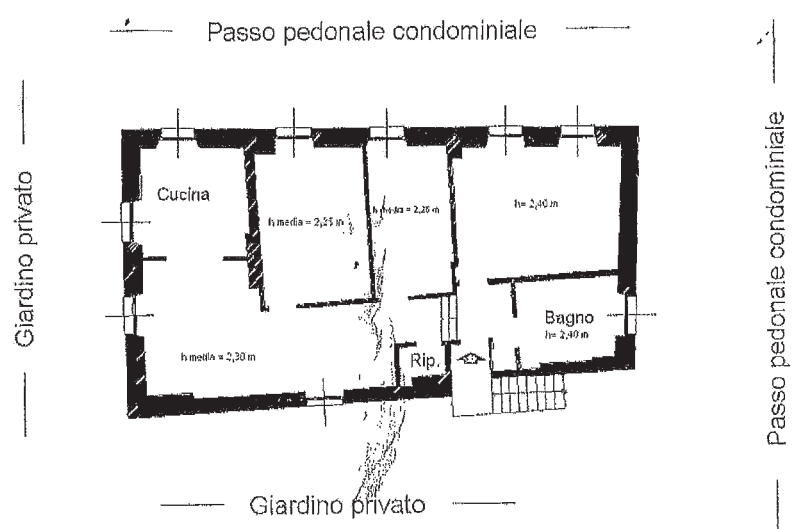 Passo pedonale condominiale
Giardino privato
Passo pedonale condominiale
Cucina
h media = 2,25 m
h media = 2,25 m
h= 2,40 m
Bagno
h= 2,40 m
h media = 2,30 m
Rip.
Giardino privato